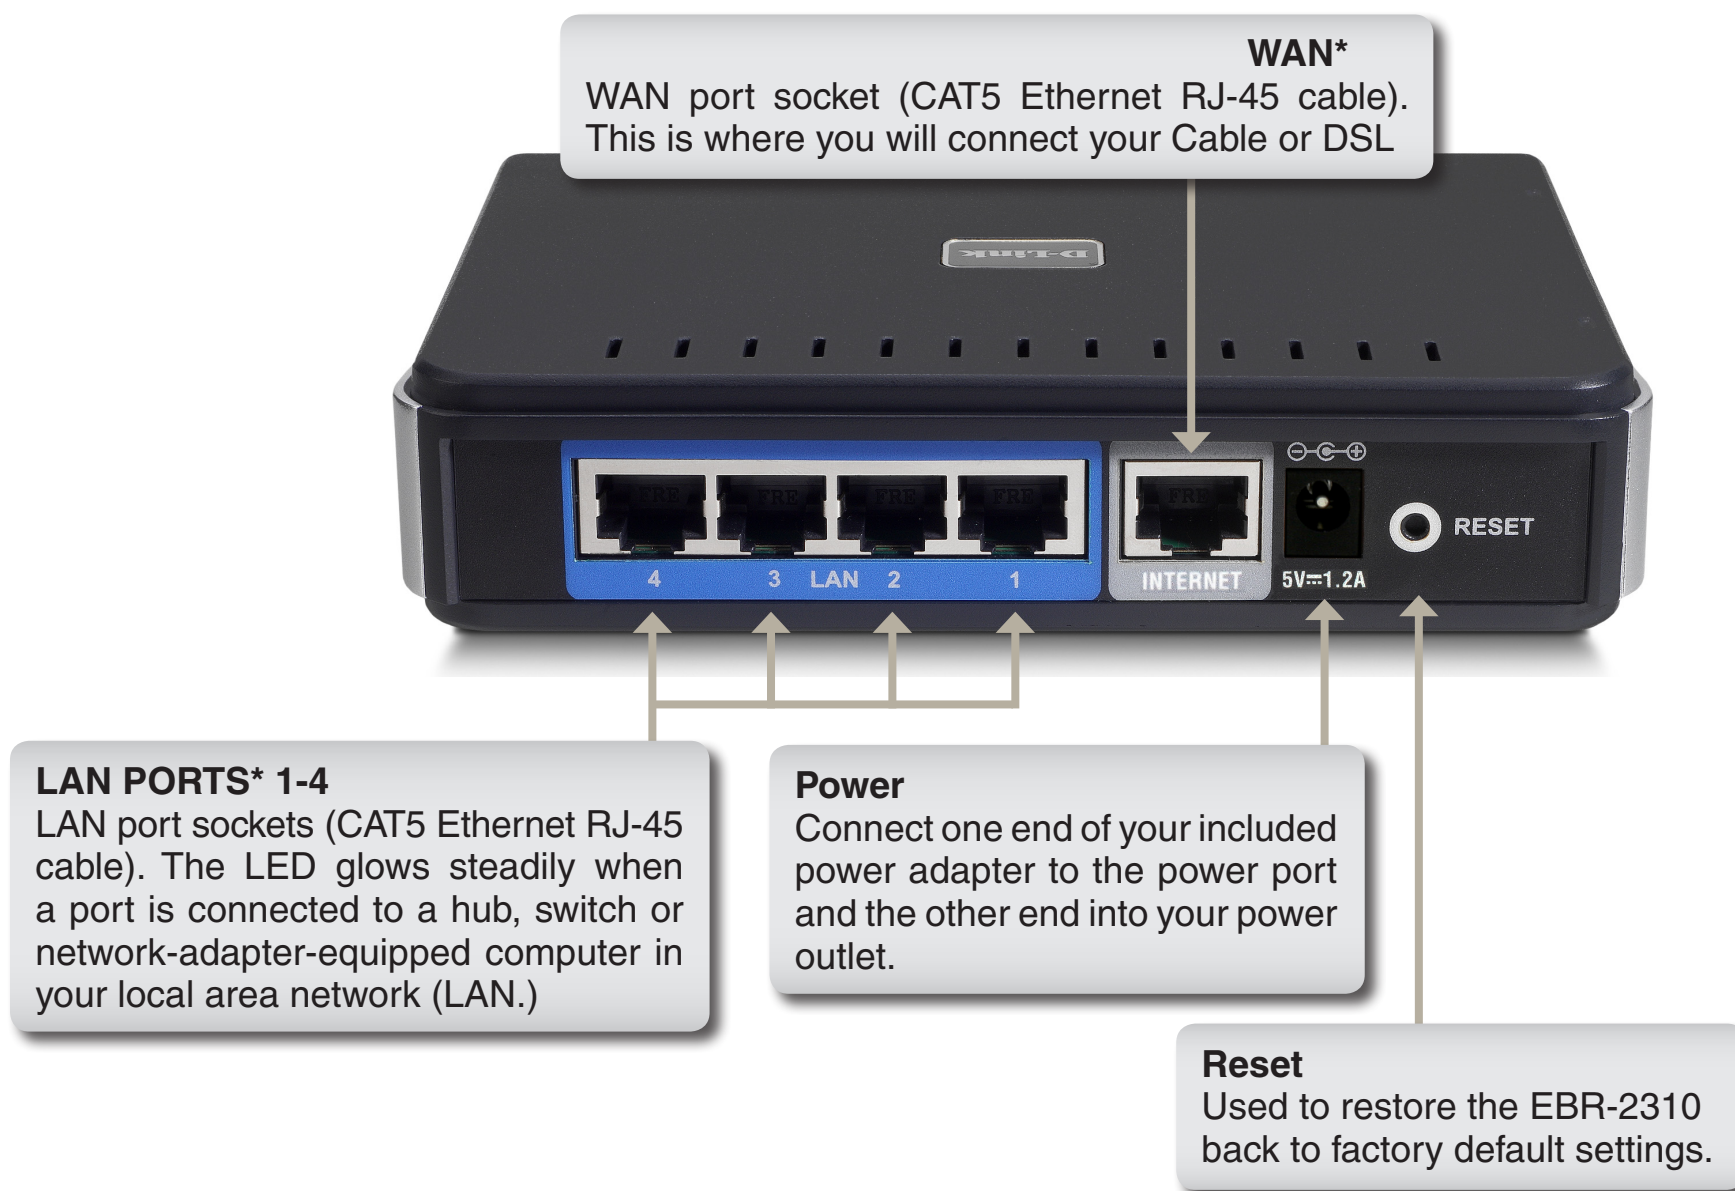 WAN*
WAN port socket (CAT5 Ethernet RJ-45 cable).
This is where you will connect your Cable or DSL
D-Link
FRE FRE FRE FRE FRE
4 3 LAN 2 1
INTERNET
5V⎓1.2A
RESET
LAN PORTS* 1-4
LAN port sockets (CAT5 Ethernet RJ-45
cable). The LED glows steadily when
a port is connected to a hub, switch or
network-adapter-equipped computer in
your local area network (LAN.)
Power
Connect one end of your included
power adapter to the power port
and the other end into your power
outlet.
Reset
Used to restore the EBR-2310
back to factory default settings.